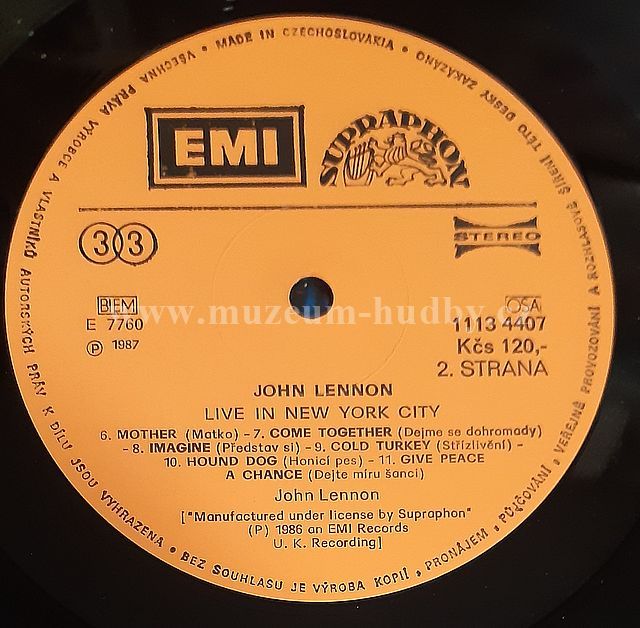 VŠECHNA PRÁVA VÝROBCE A VLASTNÍKŮ AUTORSKÝCH PRÁV K DÍLU JSOU VYHRAZENA • BEZ SOUHLASU JE VÝROBA KOPIÍ, PRONÁJEM, PŮJČOVÁNÍ, VEŘEJNÉ PROVOZOVÁNÍ A ROZHLASOVÉ ŠÍŘENÍ TÉTO DESKY ZAKÁZÁNO • MADE IN CZECHOSLOVAKIA •
EMI SUPRAPHON
33 STEREO
BIEM OSA
www.muzeum-hudby.cz
E 7760 1113 4407
Ⓟ 1987 Kčs 120,-
2. STRANA
JOHN LENNON
LIVE IN NEW YORK CITY
6. MOTHER (Matko) – 7. COME TOGETHER (Dejme se dohromady)
– 8. IMAGINE (Představ si) – 9. COLD TURKEY (Střízlivění) –
10. HOUND DOG (Honicí pes) – 11. GIVE PEACE
A CHANCE (Dejte míru šanci)
John Lennon
["Manufactured under license by Supraphon"
(P) 1986 an EMI Records
U. K. Recording]